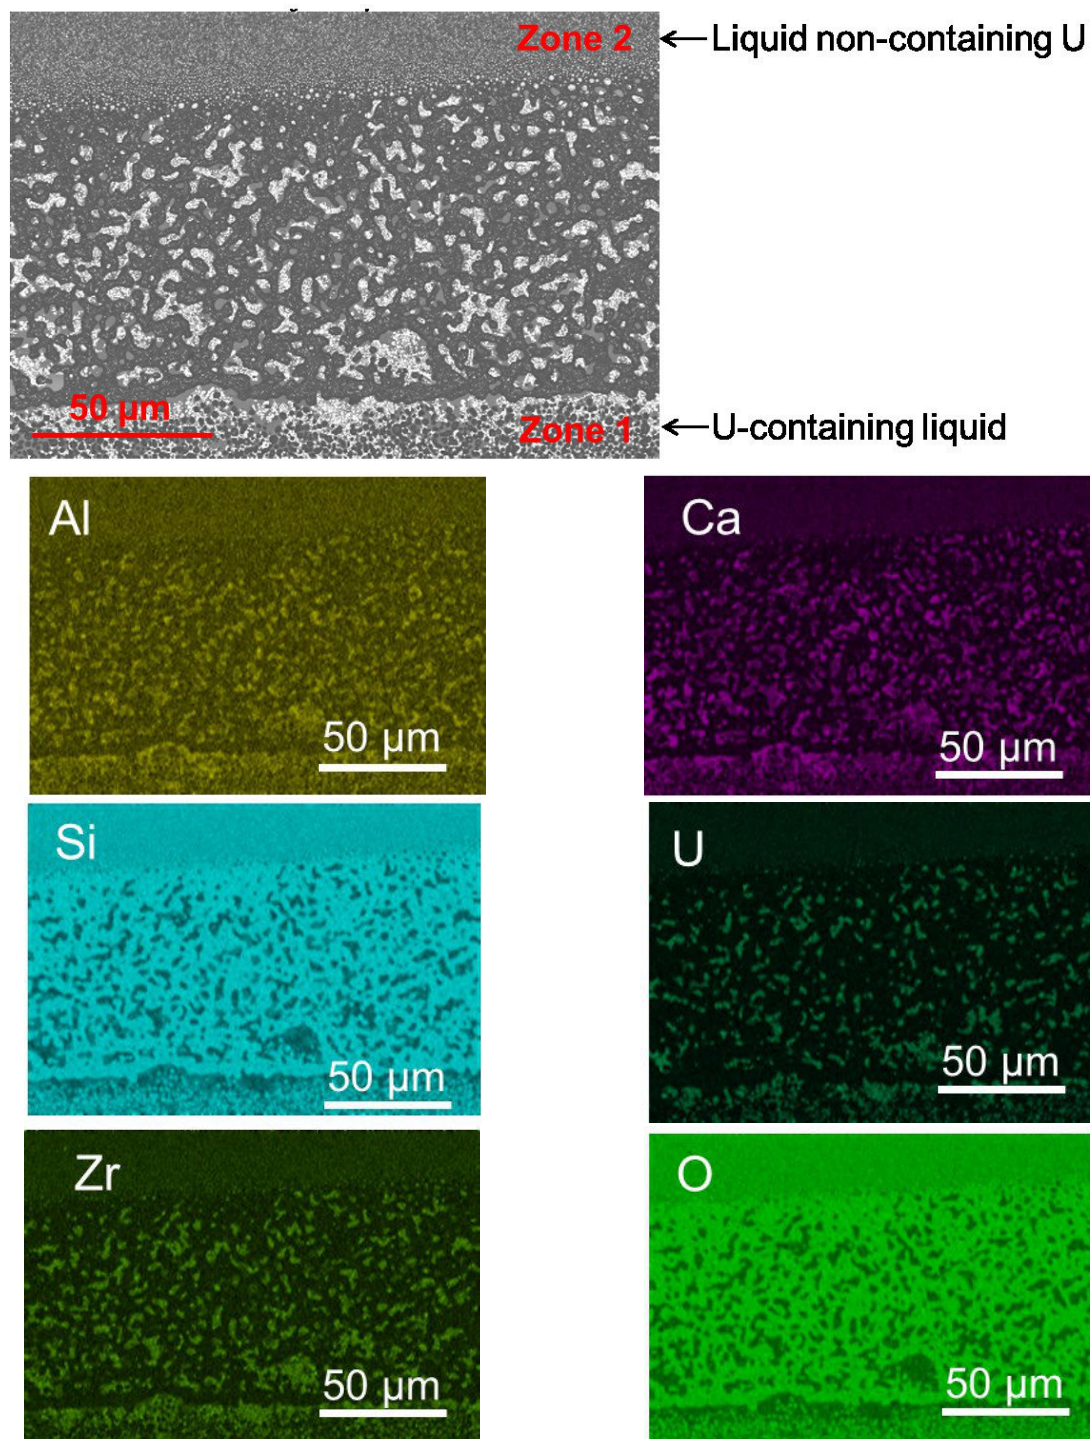 Zone 2
Liquid non-containing U
50 µm
Zone 1
U-containing liquid
Al
50 µm
Ca
50 µm
Si
50 µm
U
50 µm
Zr
50 µm
O
50 µm